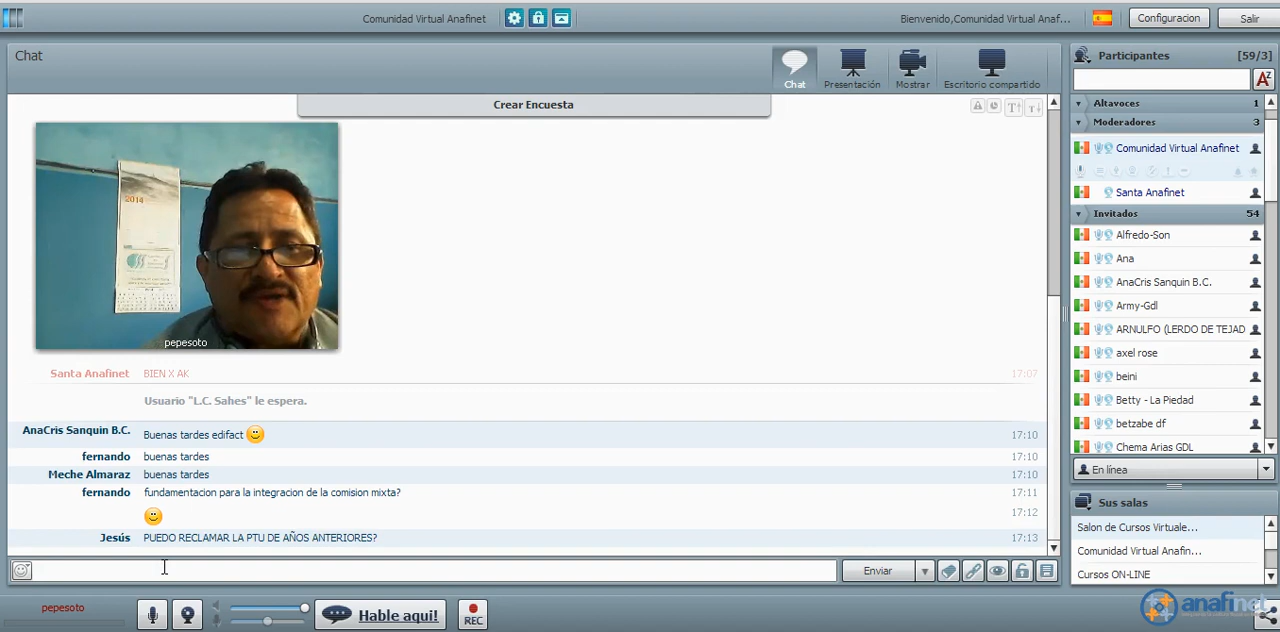 Comunidad Virtual Anafinet
Bienvenido,Comunidad Virtual Anaf...
Configuracion
Salir
Chat
Chat
Presentación
Mostrar
Escritorio compartido
Participantes [59/3]
Crear Encuesta
Altavoces 1
Moderadores 3
Comunidad Virtual Anafinet
Santa Anafinet
Invitados 54
Alfredo-Son
Ana
AnaCris Sanquin B.C.
Army-Gdl
ARNULFO (LERDO DE TEJAD
axel rose
beini
Betty - La Piedad
betzabe df
Chema Arias GDL
En línea
Sus salas
Salon de Cursos Virtuale...
Comunidad Virtual Anafin...
Cursos ON-LINE
2014
pepesoto
Santa Anafinet BIEN X AK 17:07
Usuario "L.C. Sahes" le espera.
AnaCris Sanquin B.C. Buenas tardes edifact 17:10
fernando buenas tardes 17:10
Meche Almaraz buenas tardes 17:10
fernando fundamentacion para la integracion de la comision mixta? 17:11
17:12
Jesús PUEDO RECLAMAR LA PTU DE AÑOS ANTERIORES? 17:13
Enviar
pepesoto
Hable aqui!
REC
anafinet